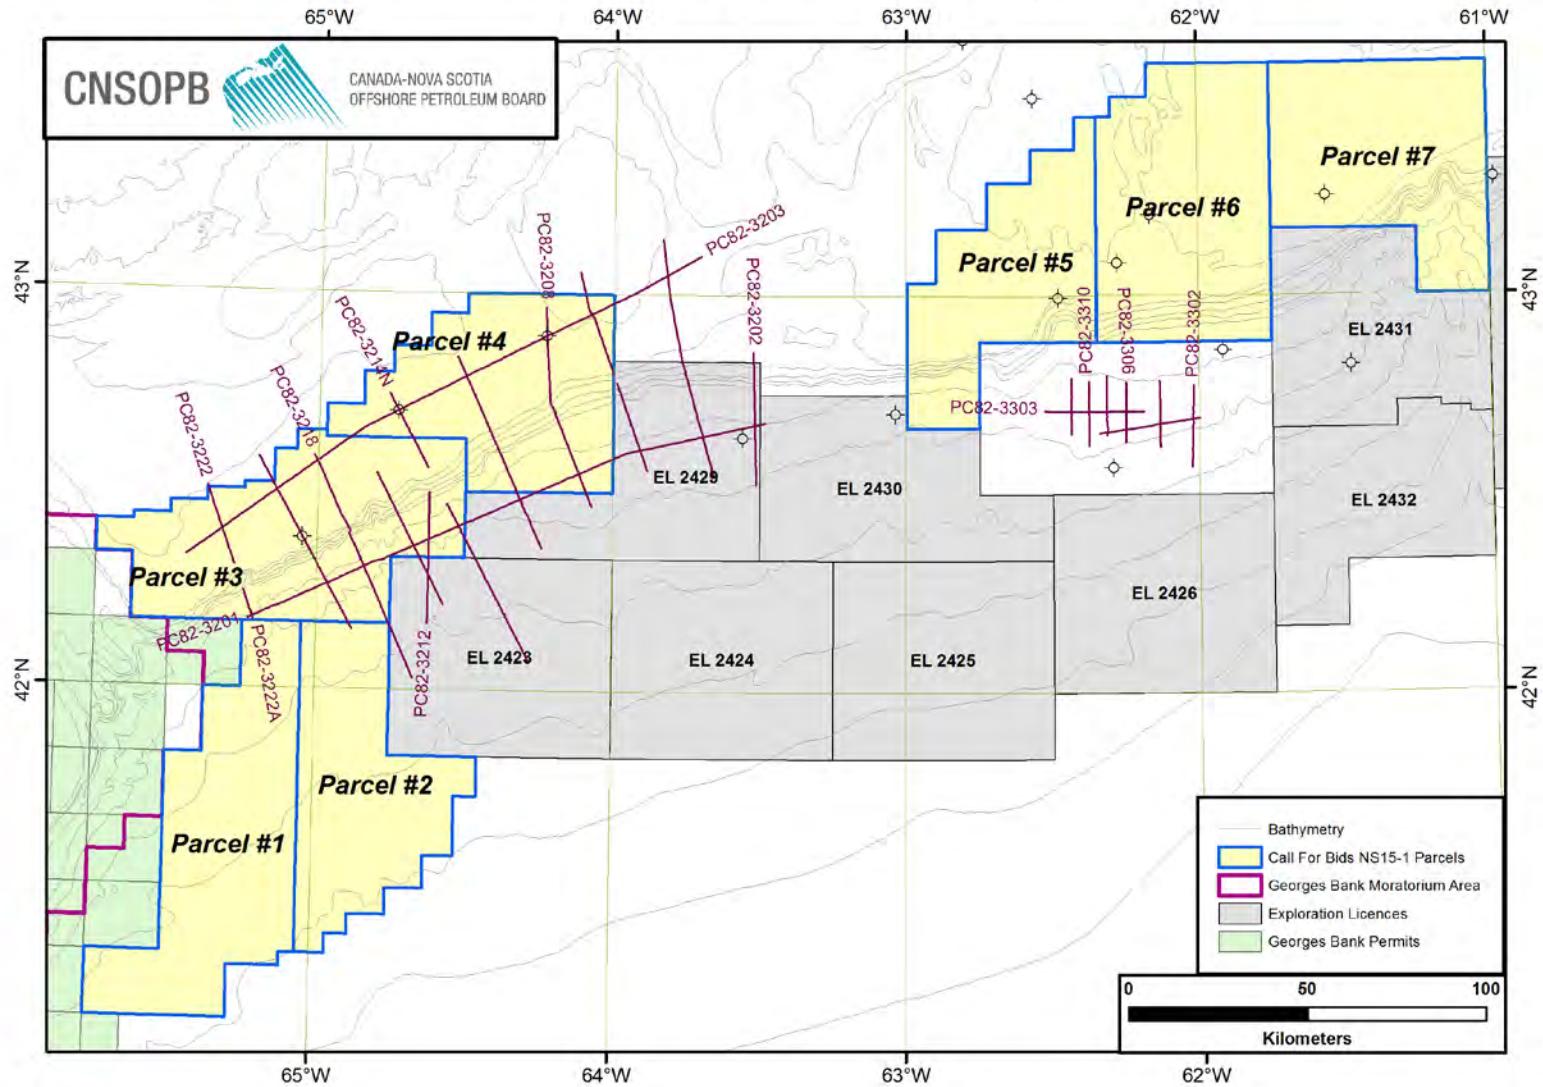 65°W
64°W
63°W
62°W
61°W
CNSOPB
CANADA-NOVA SCOTIA
OFFSHORE PETROLEUM BOARD
43°N
43°N
42°N
42°N
Parcel #7
Parcel #6
Parcel #5
Parcel #4
Parcel #3
Parcel #2
Parcel #1
PC82-3203
PC82-3208
PC82-3202
PC82-3214N
PC82-3218
PC82-3222
PC82-3201
PC82-3222A
PC82-3212
PC82-3310
PC82-3306
PC82-3302
PC82-3303
EL 2431
EL 2429
EL 2430
EL 2432
EL 2426
EL 2423
EL 2424
EL 2425
Bathymetry
Call For Bids NS15-1 Parcels
Georges Bank Moratorium Area
Exploration Licences
Georges Bank Permits
0 50 100
Kilometers
65°W
64°W
63°W
62°W